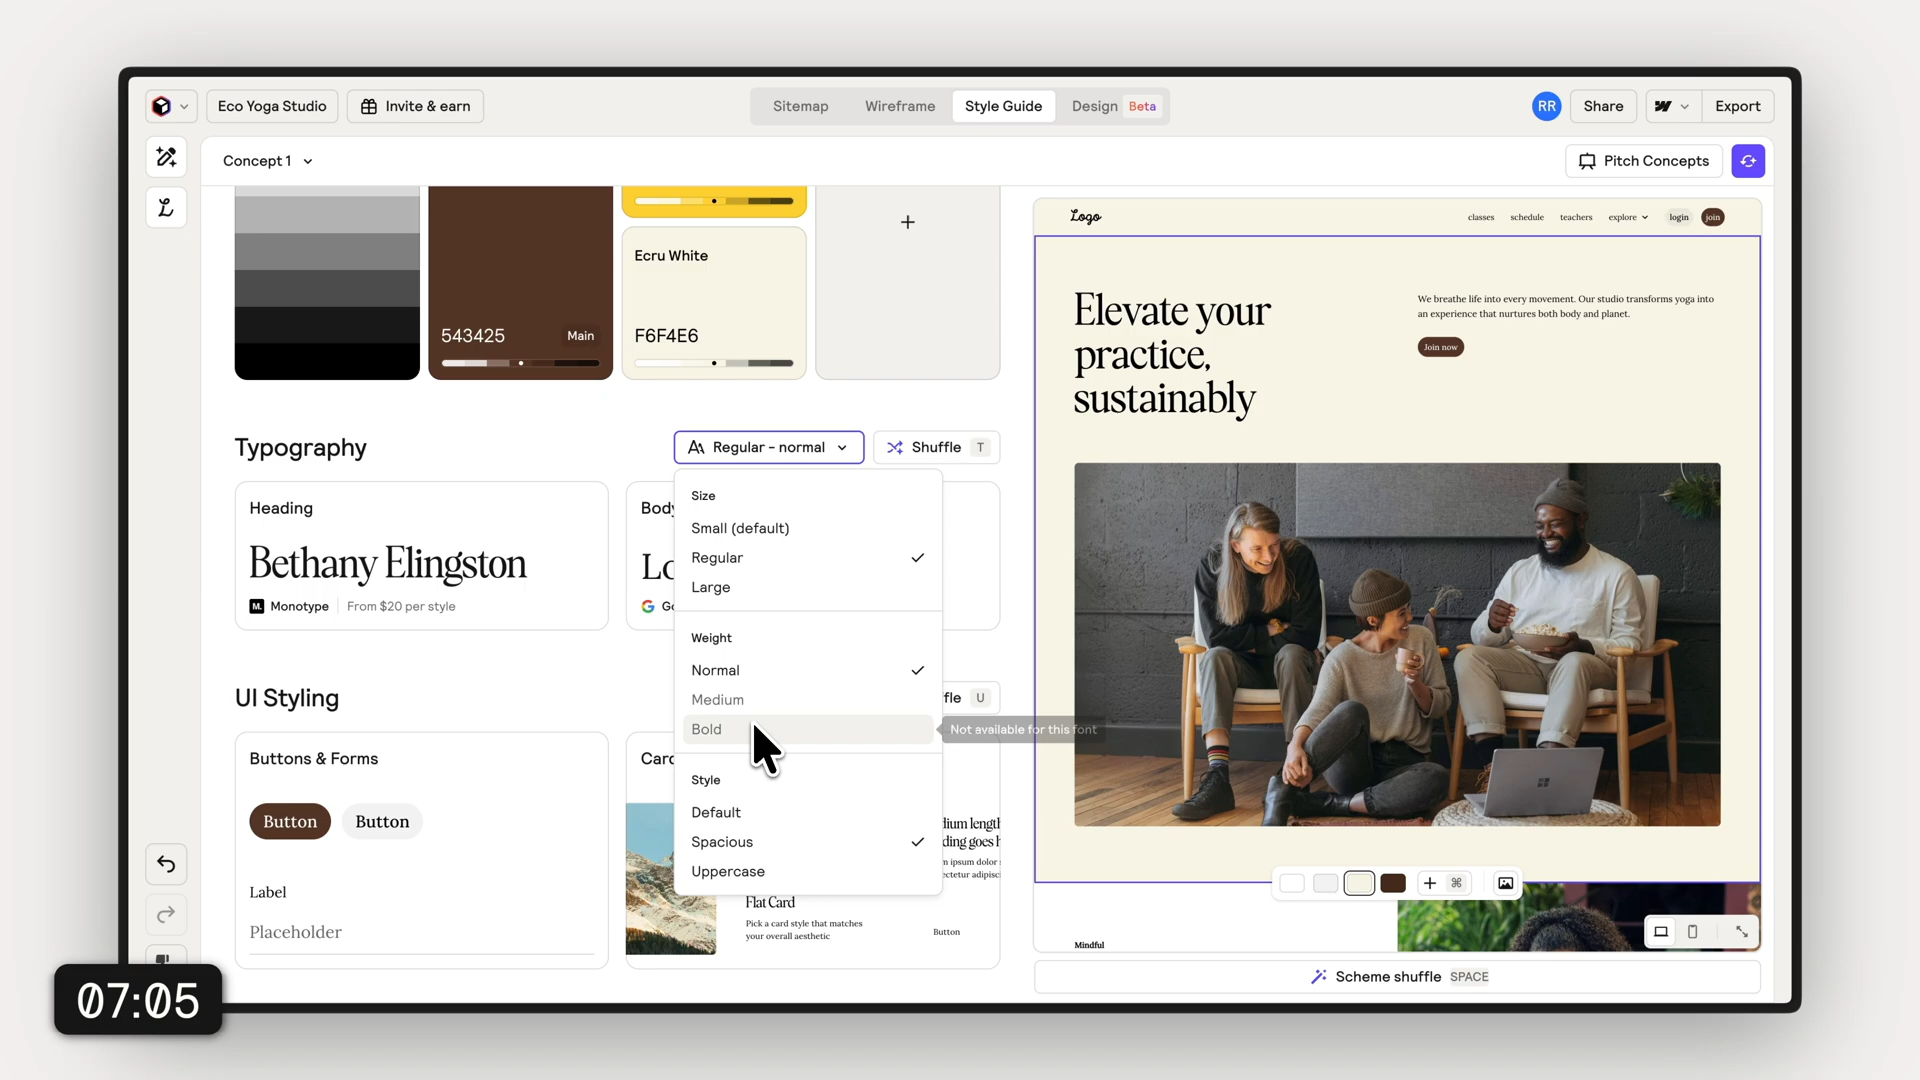 Eco Yoga Studio
Invite & earn
Sitemap
Wireframe
Style Guide
Design Beta
RR
Share
Export
Concept 1
Pitch Concepts
543425
Main
Ecru White
F6F4E6
+
Typography
Regular - normal
Shuffle T
Heading
Bethany Elingston
M. Monotype
From $20 per style
Size
Small (default)
Regular
Large
Weight
Normal
Medium
Bold
Not available for this font
Style
Default
Spacious
Uppercase
UI Styling
U
Buttons & Forms
Button
Button
Label
Placeholder
Flat Card
Pick a card style that matches
your overall aesthetic
Button
Logo
classes
schedule
teachers
explore
login
join
Elevate your
practice,
sustainably
We breathe life into every movement. Our studio transforms yoga into
an experience that nurtures both body and planet.
Join now
Mindful
Scheme shuffle SPACE
07:05